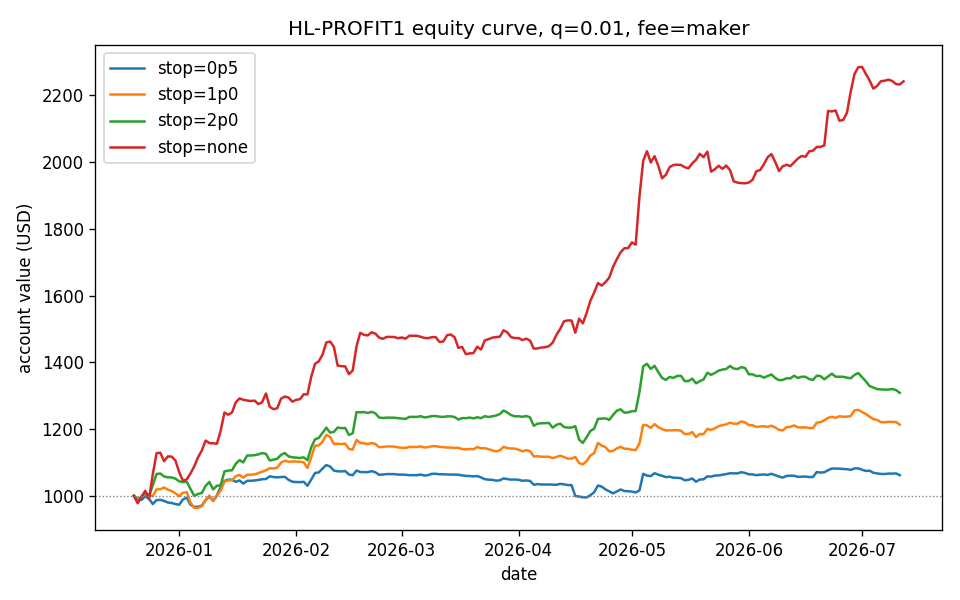 HL-PROFIT1 equity curve, q=0.01, fee=maker
stop=0p5
stop=1p0
stop=2p0
stop=none
account value (USD)
2200
2000
1800
1600
1400
1200
1000
2026-01
2026-02
2026-03
2026-04
2026-05
2026-06
2026-07
date